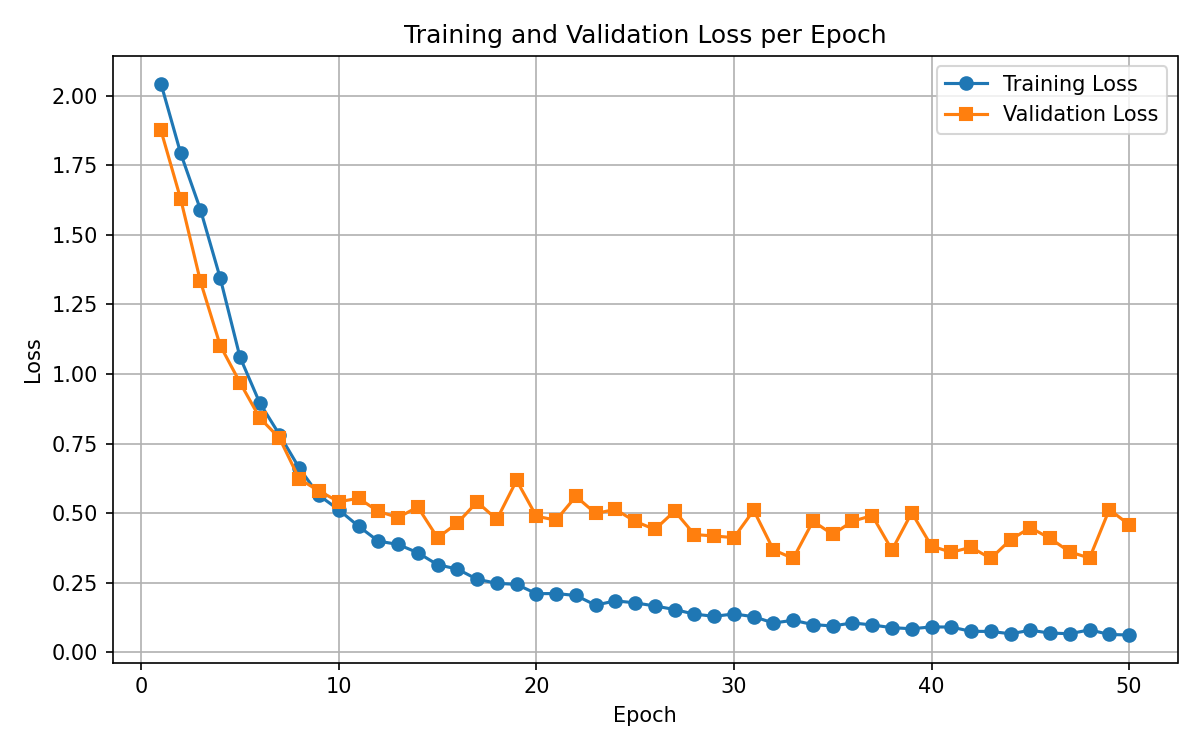 Training and Validation Loss per Epoch
Training Loss
Validation Loss
2.00
1.75
1.50
1.25
1.00
0.75
0.50
0.25
0.00
Loss
0 10 20 30 40 50
Epoch